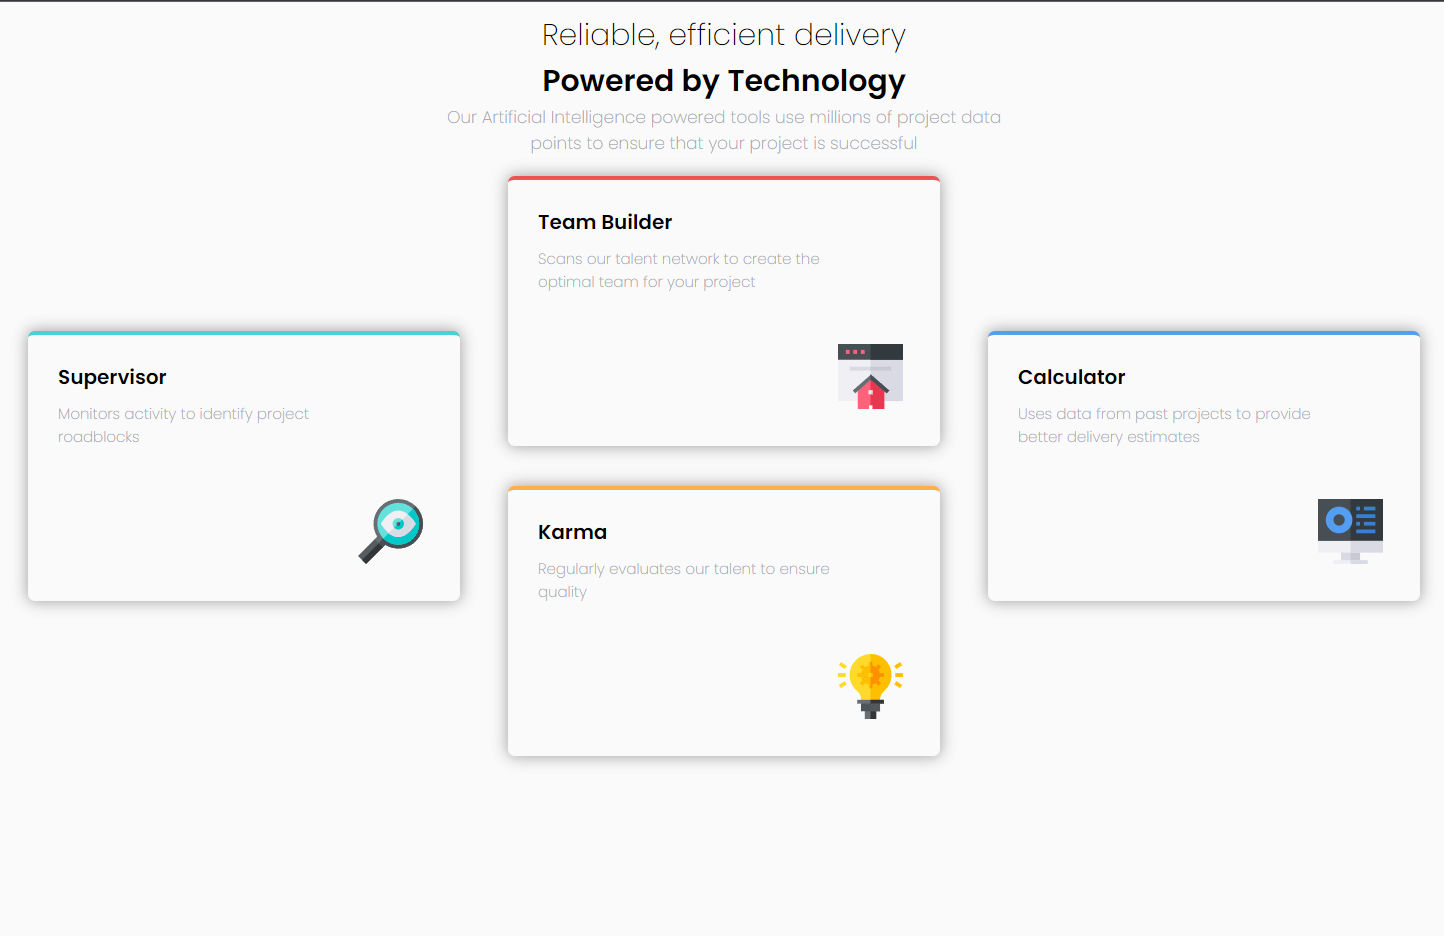 Reliable, efficient delivery
Powered by Technology
Our Artificial Intelligence powered tools use millions of project data
points to ensure that your project is successful
Team Builder
Scans our talent network to create the
optimal team for your project
Supervisor
Monitors activity to identify project
roadblocks
Calculator
Uses data from past projects to provide
better delivery estimates
Karma
Regularly evaluates our talent to ensure
quality